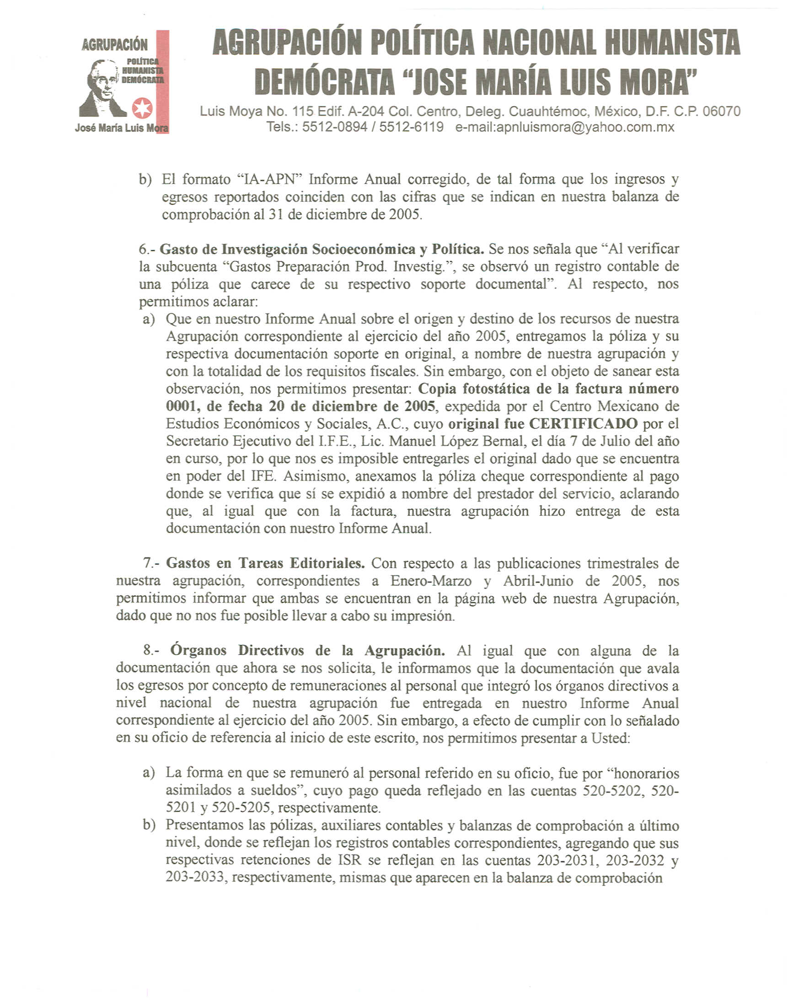 AGRUPACIÓN
POLÍTICA
HUMANISTA
DEMÓCRATA
José María Luis Mora
AGRUPACIÓN POLÍTICA NACIONAL HUMANISTA
DEMÓCRATA “JOSE MARÍA LUIS MORA”
Luis Moya No. 115 Edif. A-204 Col. Centro, Deleg. Cuauhtémoc, México, D.F. C.P. 06070
Tels.: 5512-0894 / 5512-6119 e-mail:apnluismora@yahoo.com.mx
b) El formato “IA-APN” Informe Anual corregido, de tal forma que los ingresos y
egresos reportados coinciden con las cifras que se indican en nuestra balanza de
comprobación al 31 de diciembre de 2005.
6.- Gasto de Investigación Socioeconómica y Política. Se nos señala que “Al verificar
la subcuenta “Gastos Preparación Prod. Investig.”, se observó un registro contable de
una póliza que carece de su respectivo soporte documental”. Al respecto, nos
permitimos aclarar:
a) Que en nuestro Informe Anual sobre el origen y destino de los recursos de nuestra
Agrupación correspondiente al ejercicio del año 2005, entregamos la póliza y su
respectiva documentación soporte en original, a nombre de nuestra agrupación y
con la totalidad de los requisitos fiscales. Sin embargo, con el objeto de sanear esta
observación, nos permitimos presentar: Copia fotostática de la factura número
0001, de fecha 20 de diciembre de 2005, expedida por el Centro Mexicano de
Estudios Económicos y Sociales, A.C., cuyo original fue CERTIFICADO por el
Secretario Ejecutivo del I.F.E., Lic. Manuel López Bernal, el día 7 de Julio del año
en curso, por lo que nos es imposible entregarles el original dado que se encuentra
en poder del IFE. Asimismo, anexamos la póliza cheque correspondiente al pago
donde se verifica que sí se expidió a nombre del prestador del servicio, aclarando
que, al igual que con la factura, nuestra agrupación hizo entrega de esta
documentación con nuestro Informe Anual.
7.- Gastos en Tareas Editoriales. Con respecto a las publicaciones trimestrales de
nuestra agrupación, correspondientes a Enero-Marzo y Abril-Junio de 2005, nos
permitimos informar que ambas se encuentran en la página web de nuestra Agrupación,
dado que no nos fue posible llevar a cabo su impresión.
8.- Órganos Directivos de la Agrupación. Al igual que con alguna de la
documentación que ahora se nos solicita, le informamos que la documentación que avala
los egresos por concepto de remuneraciones al personal que integró los órganos directivos a
nivel nacional de nuestra agrupación fue entregada en nuestro Informe Anual
correspondiente al ejercicio del año 2005. Sin embargo, a efecto de cumplir con lo señalado
en su oficio de referencia al inicio de este escrito, nos permitimos presentar a Usted:
a) La forma en que se remuneró al personal referido en su oficio, fue por “honorarios
asimilados a sueldos”, cuyo pago queda reflejado en las cuentas 520-5202, 520-
5201 y 520-5205, respectivamente.
b) Presentamos las pólizas, auxiliares contables y balanzas de comprobación a último
nivel, donde se reflejan los registros contables correspondientes, agregando que sus
respectivas retenciones de ISR se reflejan en las cuentas 203-2031, 203-2032 y
203-2033, respectivamente, mismas que aparecen en la balanza de comprobación